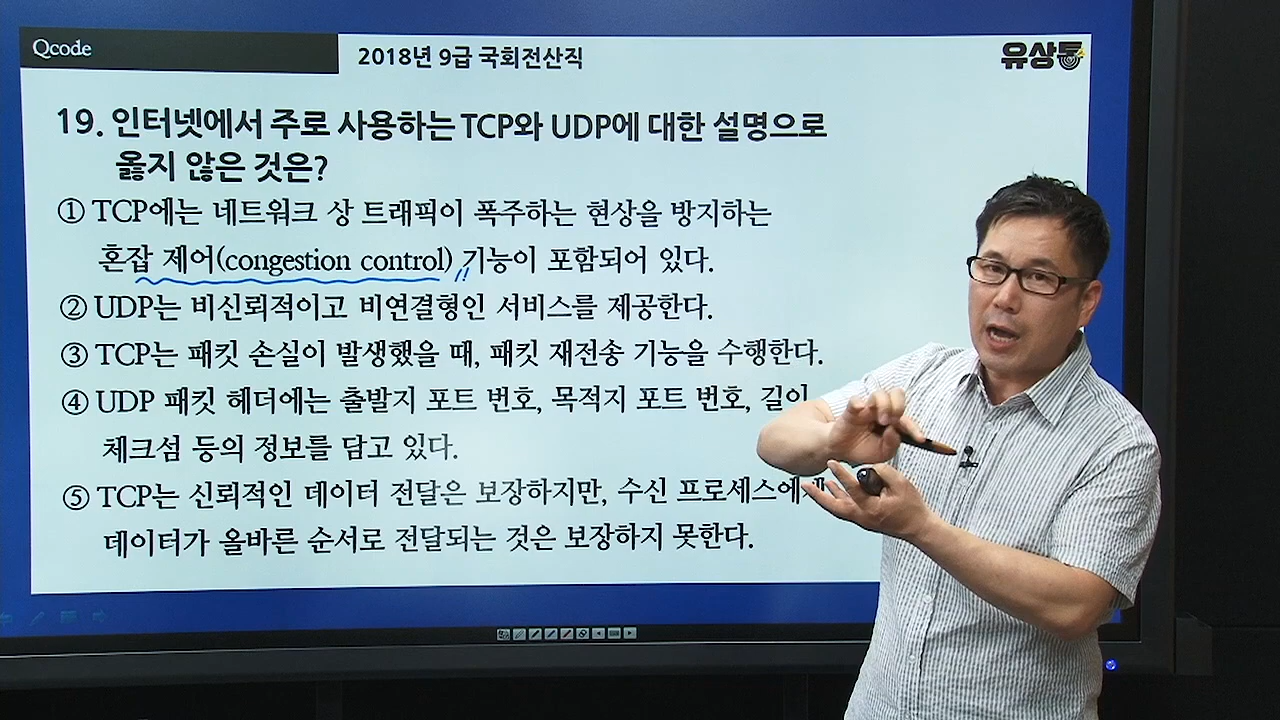 Qcode
2018년 9급 국회전산직
유상통
19. 인터넷에서 주로 사용하는 TCP와 UDP에 대한 설명으로
옳지 않은 것은?
① TCP에는 네트워크 상 트래픽이 폭주하는 현상을 방지하는
혼잡 제어(congestion control) 기능이 포함되어 있다.
② UDP는 비신뢰적이고 비연결형인 서비스를 제공한다.
③ TCP는 패킷 손실이 발생했을 때, 패킷 재전송 기능을 수행한다.
④ UDP 패킷 헤더에는 출발지 포트 번호, 목적지 포트 번호, 길이
체크섬 등의 정보를 담고 있다.
⑤ TCP는 신뢰적인 데이터 전달은 보장하지만, 수신 프로세스에게
데이터가 올바른 순서로 전달되는 것은 보장하지 못한다.